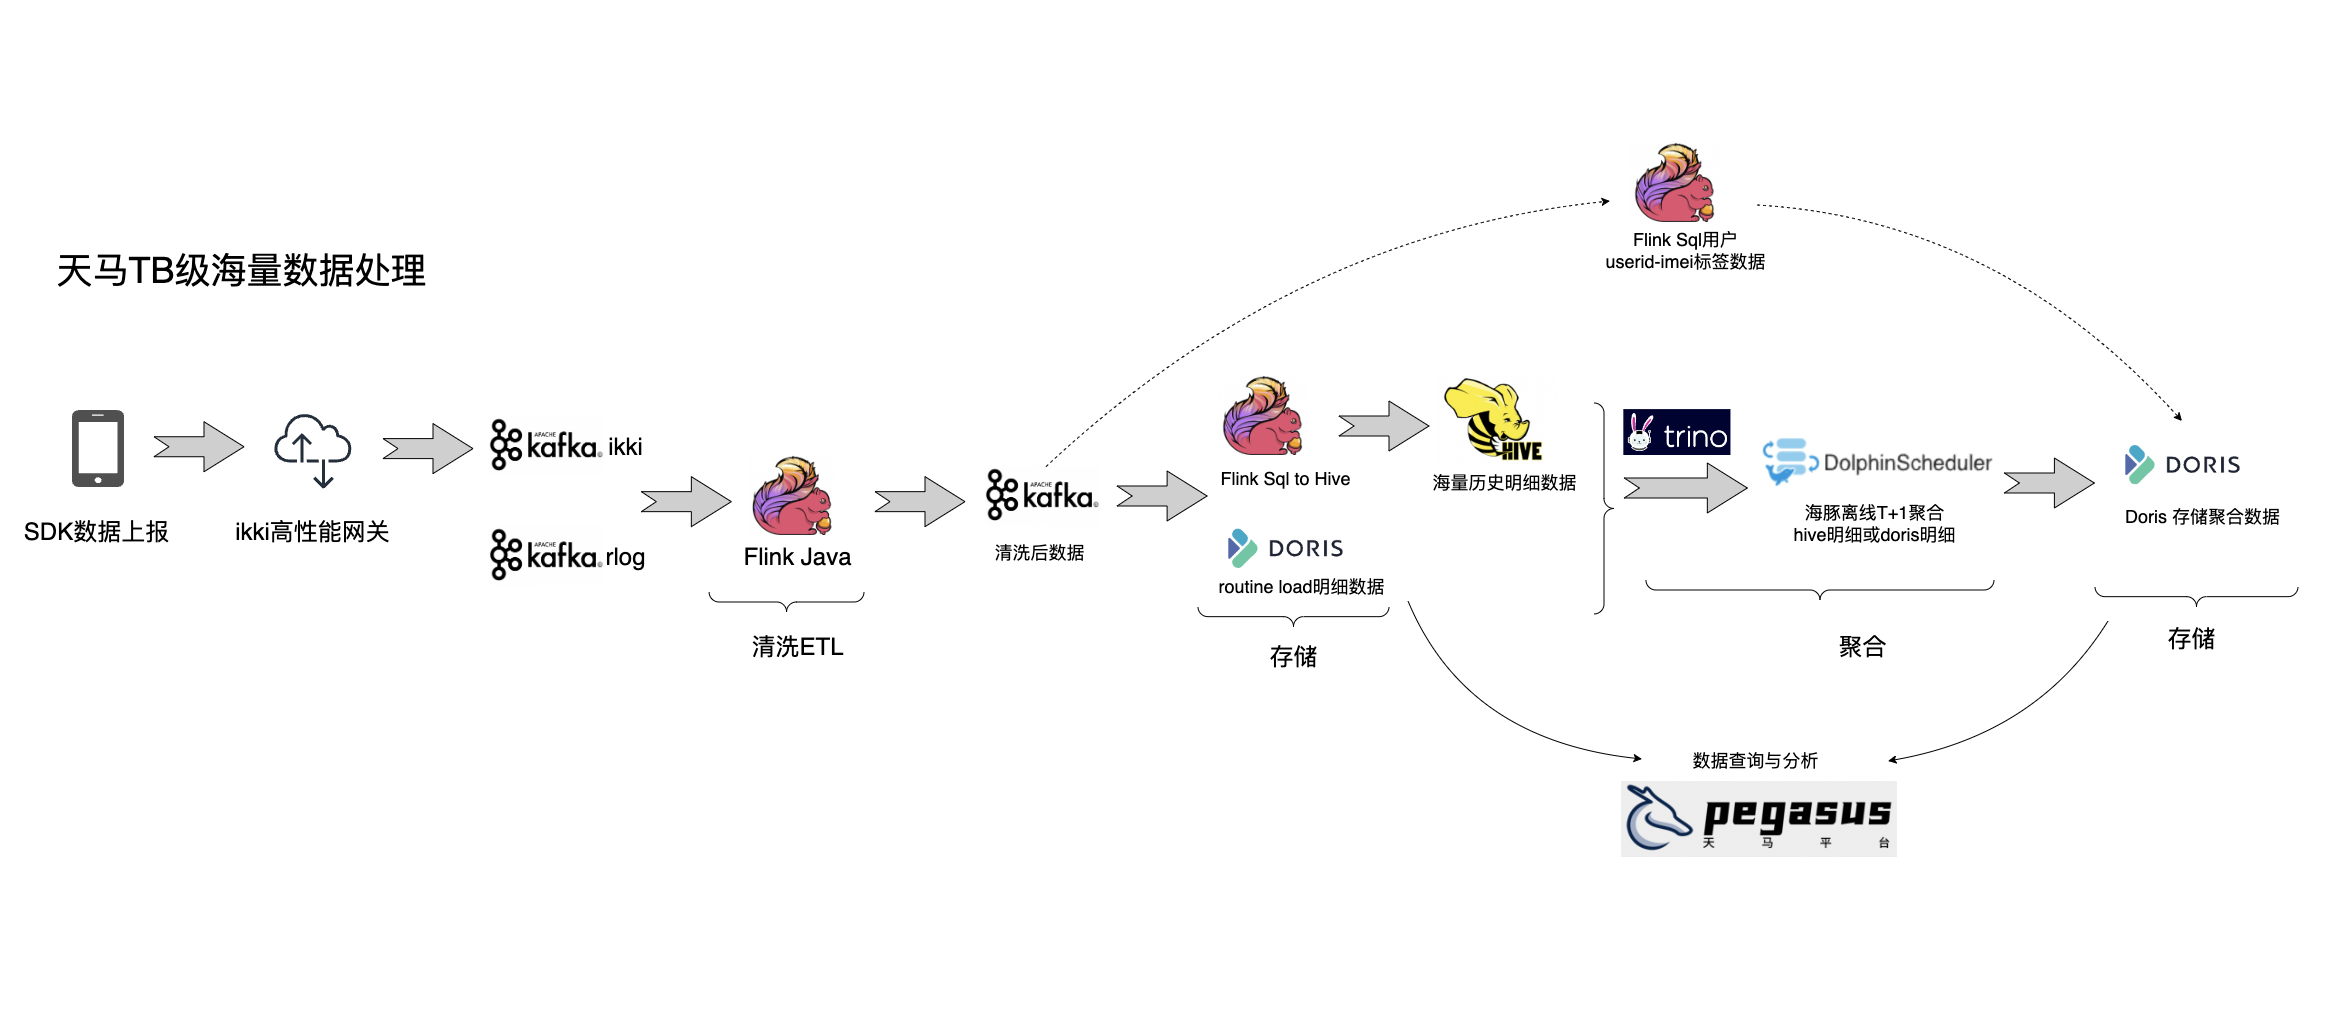 天马TB级海量数据处理
SDK数据上报
ikki高性能网关
APACHE
kafka® ikki
APACHE
kafka® rlog
Flink Java
清洗ETL
APACHE
kafka®
清洗后数据
Flink Sql用户
userid-imei标签数据
Flink Sql to Hive
HIVE
海量历史明细数据
DORIS
routine load明细数据
存储
trino
DolphinScheduler
海豚离线T+1聚合
hive明细或doris明细
聚合
DORIS
Doris 存储聚合数据
存储
数据查询与分析
pegasus
天马平台